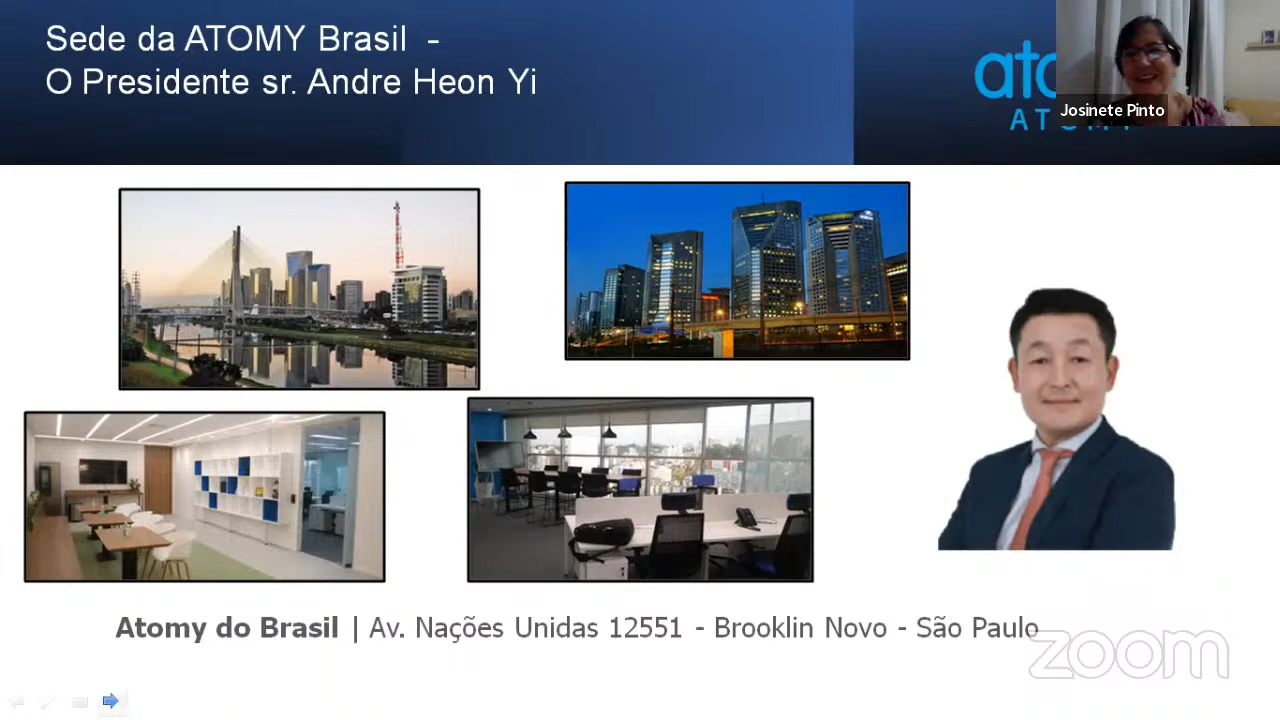 Sede da ATOMY Brasil -
O Presidente sr. Andre Heon Yi
Josinete Pinto
Atomy do Brasil | Av. Nações Unidas 12551 - Brooklin Novo - São Paulo
zoom